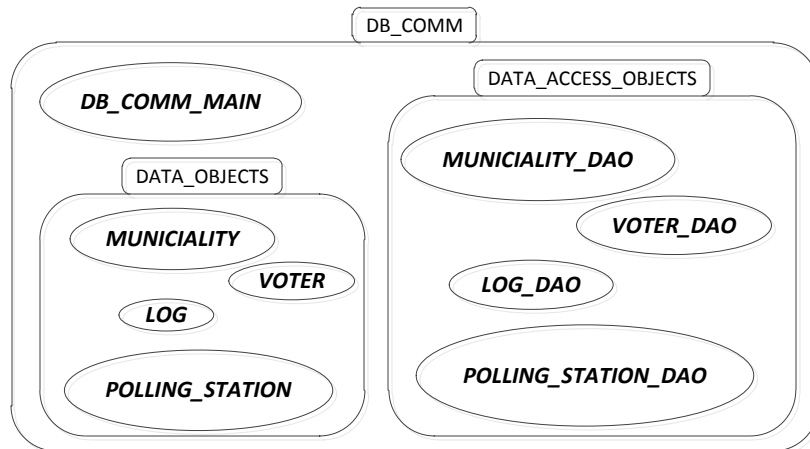 DB_COMM
DB_COMM_MAIN
DATA_OBJECTS
MUNICIALITY
VOTER
LOG
POLLING_STATION
DATA_ACCESS_OBJECTS
MUNICIALITY_DAO
VOTER_DAO
LOG_DAO
POLLING_STATION_DAO